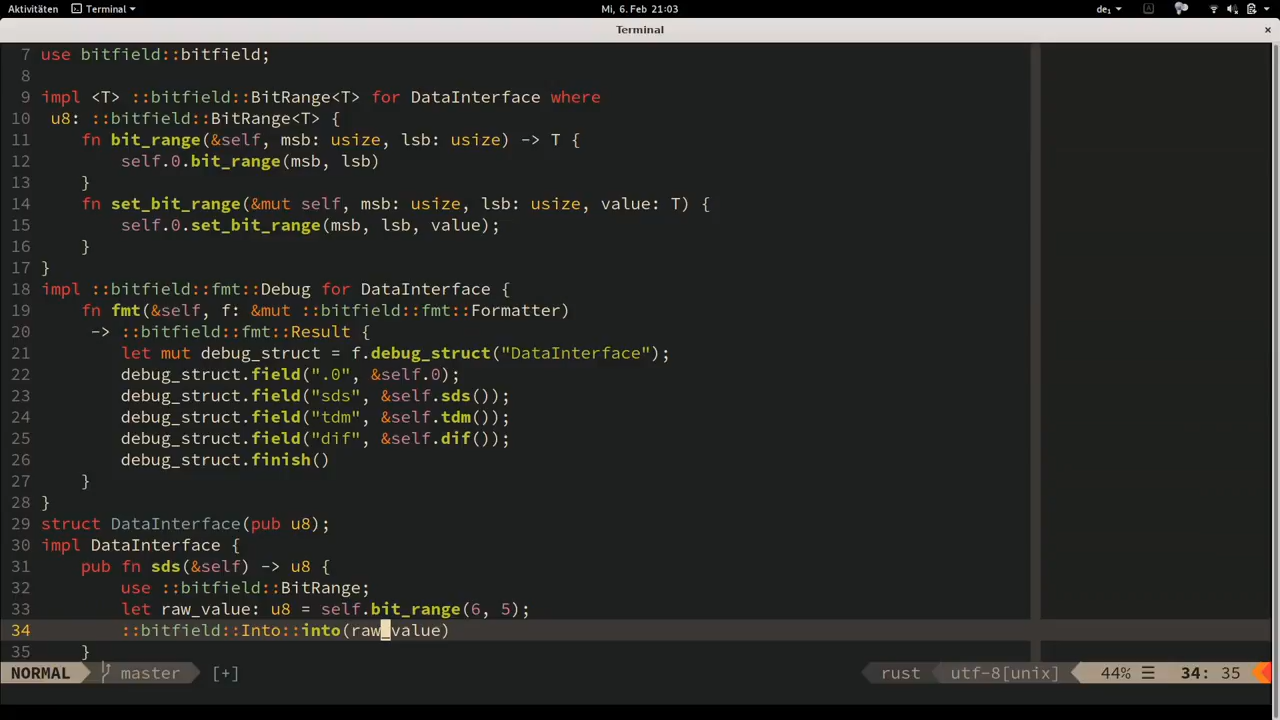 Aktivitäten Terminal Mi, 6. Feb 21:03 de₁ A
Terminal ×
7 use bitfield::bitfield;
8
9 impl <T> ::bitfield::BitRange<T> for DataInterface where
10 u8: ::bitfield::BitRange<T> {
11 fn bit_range(&self, msb: usize, lsb: usize) -> T {
12 self.0.bit_range(msb, lsb)
13 }
14 fn set_bit_range(&mut self, msb: usize, lsb: usize, value: T) {
15 self.0.set_bit_range(msb, lsb, value);
16 }
17 }
18 impl ::bitfield::fmt::Debug for DataInterface {
19 fn fmt(&self, f: &mut ::bitfield::fmt::Formatter)
20 -> ::bitfield::fmt::Result {
21 let mut debug_struct = f.debug_struct("DataInterface");
22 debug_struct.field(".0", &self.0);
23 debug_struct.field("sds", &self.sds());
24 debug_struct.field("tdm", &self.tdm());
25 debug_struct.field("dif", &self.dif());
26 debug_struct.finish()
27 }
28 }
29 struct DataInterface(pub u8);
30 impl DataInterface {
31 pub fn sds(&self) -> u8 {
32 use ::bitfield::BitRange;
33 let raw_value: u8 = self.bit_range(6, 5);
34 ::bitfield::Into::into(raw_value)
35 }
NORMAL master [+] rust utf-8[unix] 44% ☰ 34: 35